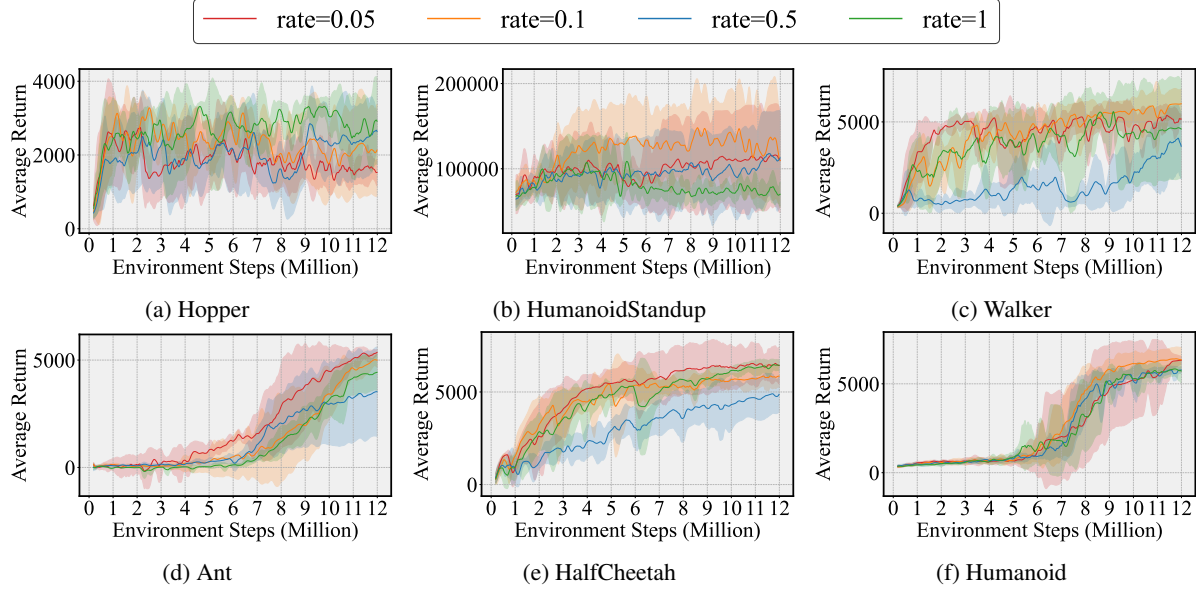 rate=0.05 rate=0.1 rate=0.5 rate=1
Average Return
4000
2000
0
0 1 2 3 4 5 6 7 8 9 10 11 12
Environment Steps (Million)
(a) Hopper
Average Return
200000
100000
0 1 2 3 4 5 6 7 8 9 10 11 12
Environment Steps (Million)
(b) HumanoidStandup
Average Return
5000
0
0 1 2 3 4 5 6 7 8 9 10 11 12
Environment Steps (Million)
(c) Walker
Average Return
5000
0
0 1 2 3 4 5 6 7 8 9 10 11 12
Environment Steps (Million)
(d) Ant
Average Return
5000
0
0 1 2 3 4 5 6 7 8 9 10 11 12
Environment Steps (Million)
(e) HalfCheetah
Average Return
5000
0
0 1 2 3 4 5 6 7 8 9 10 11 12
Environment Steps (Million)
(f) Humanoid